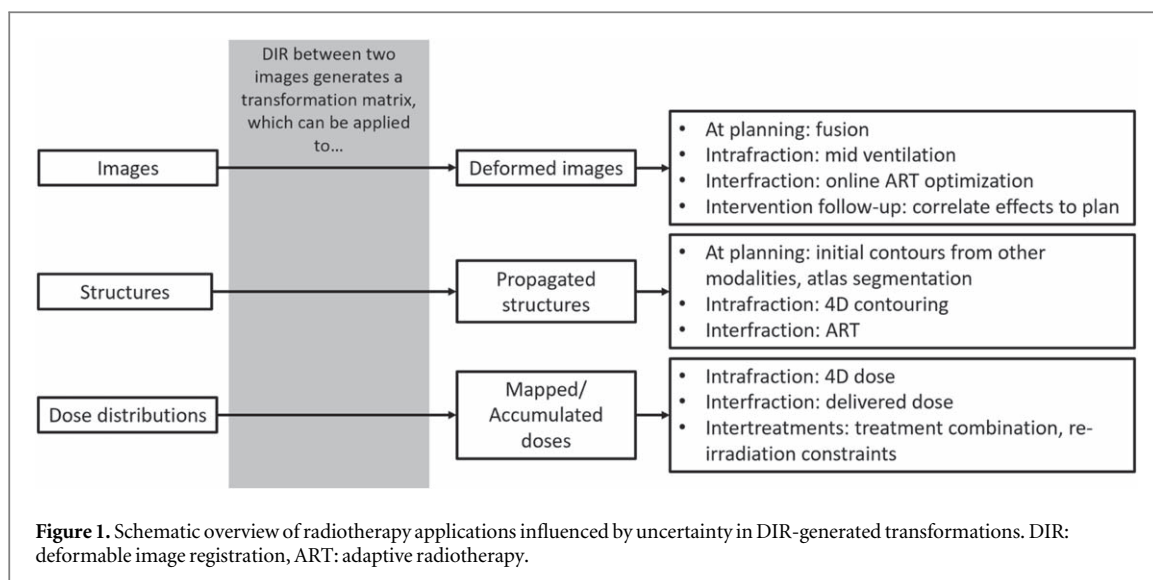 DIR between two
images generates a
transformation matrix,
which can be applied
to...
Images
Deformed images
• At planning: fusion
• Intrafraction: mid ventilation
• Interfraction: online ART optimization
• Intervention follow-up: correlate effects to plan
Structures
Propagated
structures
• At planning: initial contours from other
modalities, atlas segmentation
• Intrafraction: 4D contouring
• Interfraction: ART
Dose distributions
Mapped/
Accumulated
doses
• Intrafraction: 4D dose
• Interfraction: delivered dose
• Intertreatments: treatment combination, re-
irradiation constraints
Figure 1. Schematic overview of radiotherapy applications influenced by uncertainty in DIR-generated transformations. DIR:
deformable image registration, ART: adaptive radiotherapy.